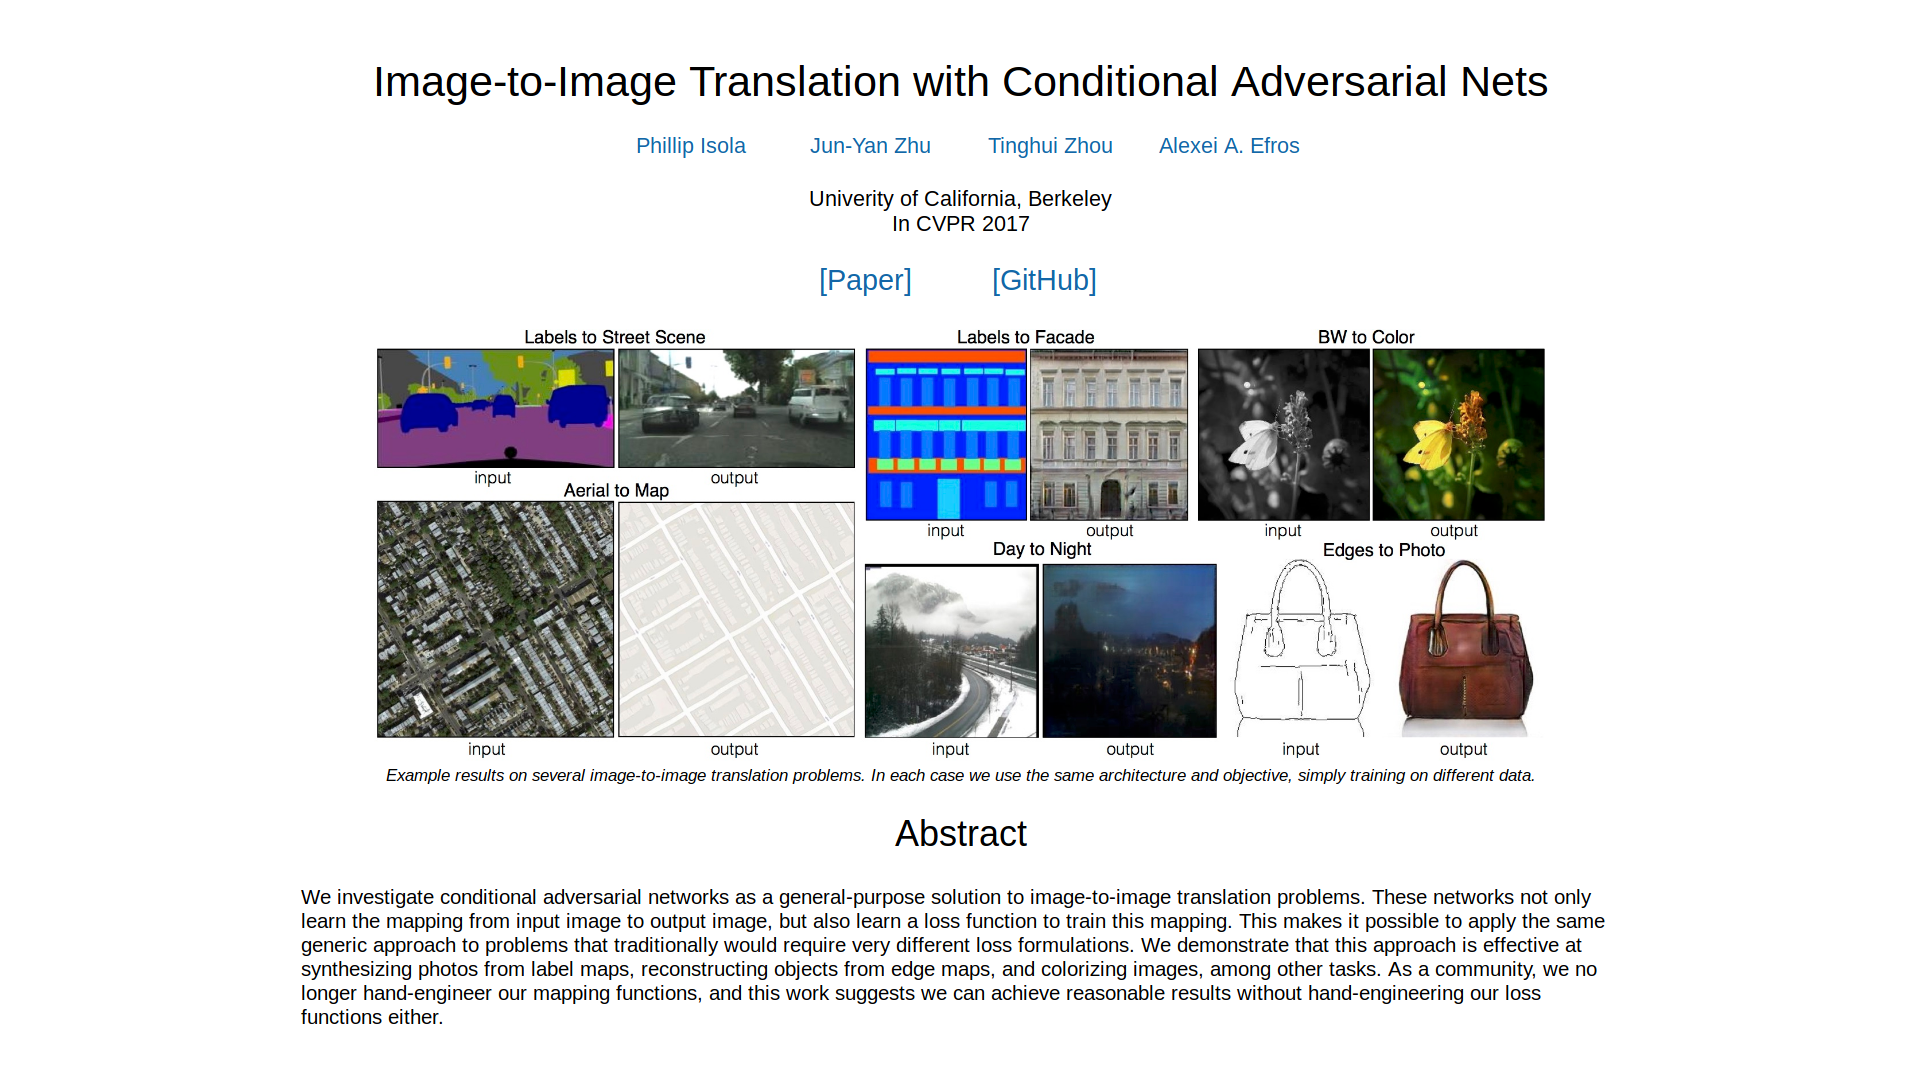 Image-to-Image Translation with Conditional Adversarial Nets
Phillip Isola Jun-Yan Zhu Tinghui Zhou Alexei A. Efros
Univerity of California, Berkeley
In CVPR 2017
[Paper] [GitHub]
Labels to Street Scene
input output
Aerial to Map
input output
Labels to Facade
input output
BW to Color
input output
Day to Night
input output
Edges to Photo
input output
Example results on several image-to-image translation problems. In each case we use the same architecture and objective, simply training on different data.
Abstract
We investigate conditional adversarial networks as a general-purpose solution to image-to-image translation problems. These networks not only
learn the mapping from input image to output image, but also learn a loss function to train this mapping. This makes it possible to apply the same
generic approach to problems that traditionally would require very different loss formulations. We demonstrate that this approach is effective at
synthesizing photos from label maps, reconstructing objects from edge maps, and colorizing images, among other tasks. As a community, we no
longer hand-engineer our mapping functions, and this work suggests we can achieve reasonable results without hand-engineering our loss
functions either.